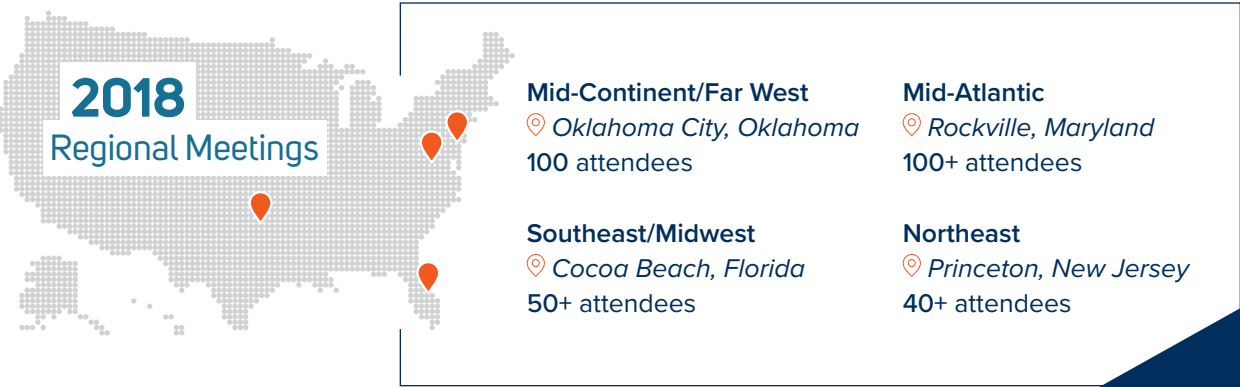 2018
Regional Meetings
Mid-Continent/Far West
Oklahoma City, Oklahoma
100 attendees
Mid-Atlantic
Rockville, Maryland
100+ attendees
Southeast/Midwest
Cocoa Beach, Florida
50+ attendees
Northeast
Princeton, New Jersey
40+ attendees